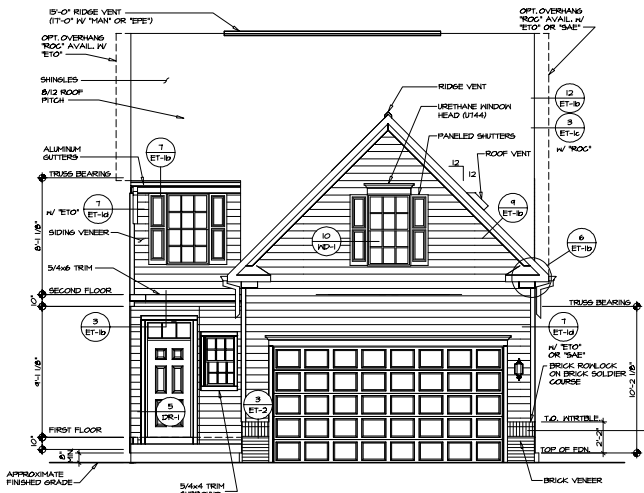 15'-0" RIDGE VENT
(17'-0" W/ "MAN" OR "EPE")
OPT. OVERHANG
"ROC" AVAIL. W/
"ETO"
SHINGLES
8/12 ROOF
PITCH
ALUMINUM
GUTTERS
7
ET-1b
TRUSS BEARING
W/ "ETO"
7
ET-1d
SIDING VENEER
8'-1 1/8"
5/4x6 TRIM
10"
SECOND FLOOR
3
ET-1b
9'-1 1/8"
5
DR-1
FIRST FLOOR
10"
8"
MIN
APPROXIMATE
FINISHED GRADE
5/4x4 TRIM
3
ET-2
OPT. OVERHANG
"ROC" AVAIL. W/
"ETO" OR "SAE"
RIDGE VENT
URETHANE WINDOW
HEAD (U144)
PANELED SHUTTERS
12
12
ROOF VENT
12
ET-1b
3
ET-1c
W/ "ROC"
9
ET-1b
10
WD-1
6
ET-1b
TRUSS BEARING
7
ET-1d
W/ "ETO"
OR "SAE"
BRICK ROWLOCK
ON BRICK SOLDIER
COURSE
10'-2 1/8"
T.O. WTRTBLE
2'-2"
TOP OF FDN.
BRICK VENEER